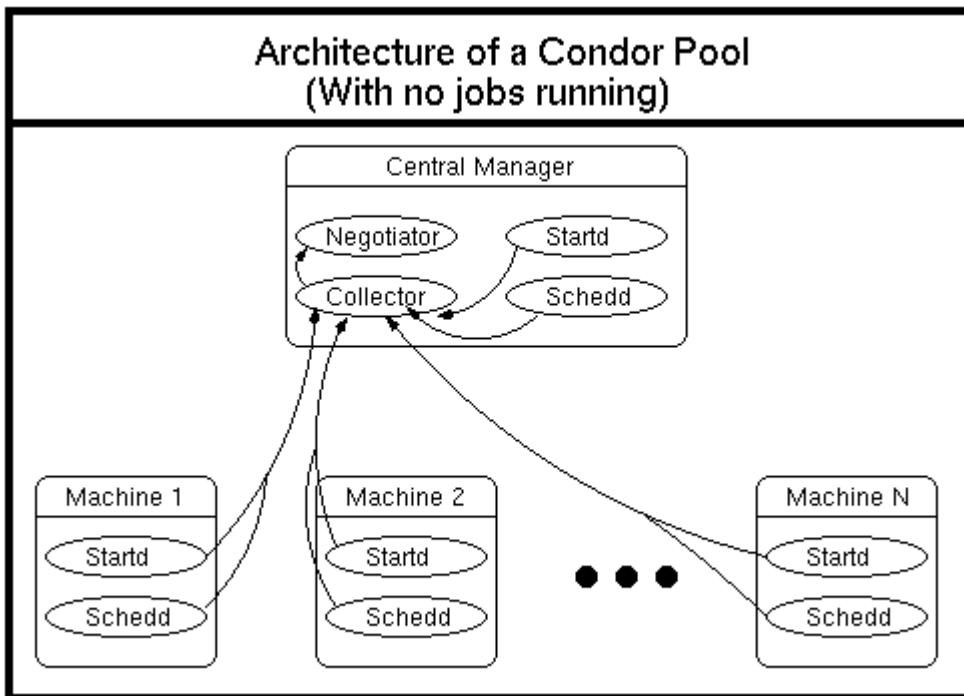 Architecture of a Condor Pool
(With no jobs running)
Central Manager
Negotiator
Startd
Collector
Schedd
Machine 1
Startd
Schedd
Machine 2
Startd
Schedd
Machine N
Startd
Schedd